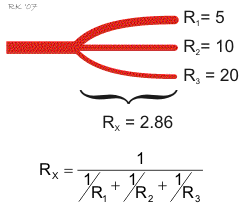 RK '07
R₁= 5
R₂= 10
R₃ = 20
Rₓ = 2.86
Rₓ = 1 / (1/R₁ + 1/R₂ + 1/R₃)